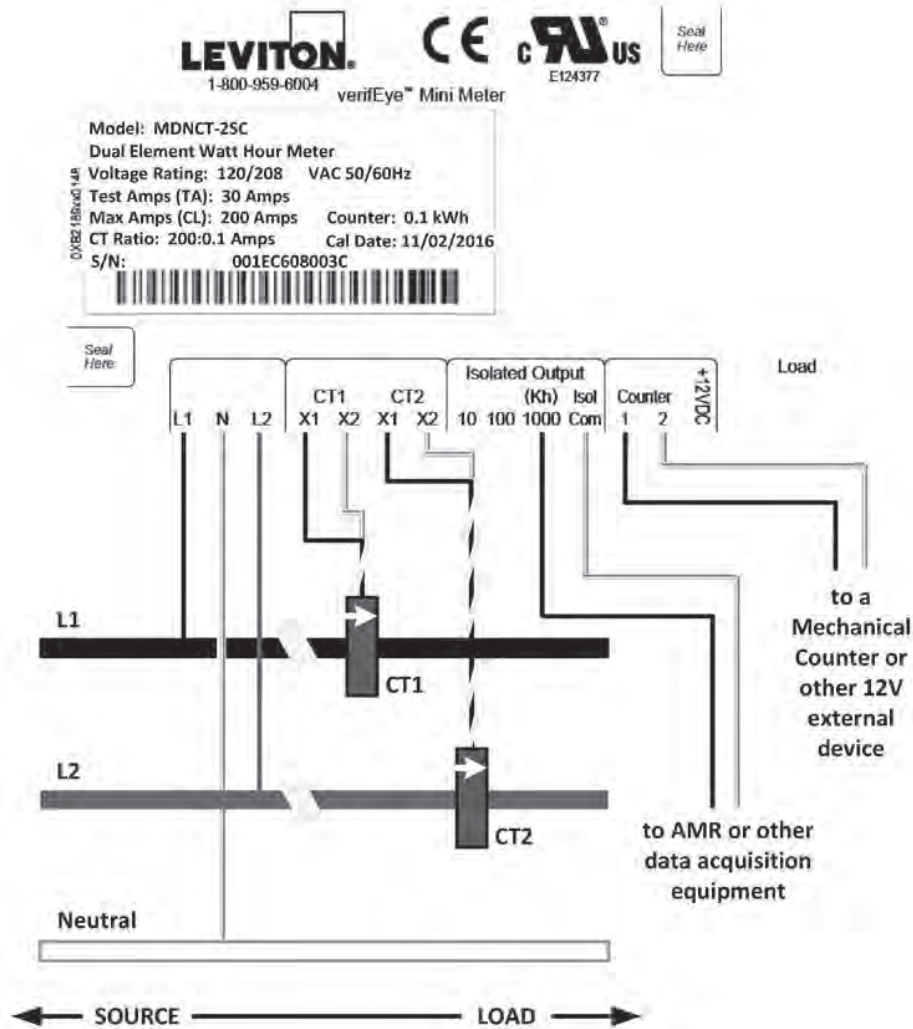 LEVITON®
1-800-959-6004
CE
c RU® US
E124377
Seal
Here
verifEye™ Mini Meter
Model: MDNCT-2SC
Dual Element Watt Hour Meter
Voltage Rating: 120/208 VAC 50/60Hz
Test Amps (TA): 30 Amps
Max Amps (CL): 200 Amps Counter: 0.1 kWh
CT Ratio: 200:0.1 Amps Cal Date: 11/02/2016
S/N: 001EC608003C
Seal
Here
Load
Isolated Output
CT1 CT2 (Kh) Isol Counter +12VDC
L1 N L2 X1 X2 X1 X2 10 100 1000 Com 1 2
L1
CT1
to a
Mechanical
Counter or
other 12V
external
device
L2
CT2
to AMR or other
data acquisition
equipment
Neutral
SOURCE LOAD